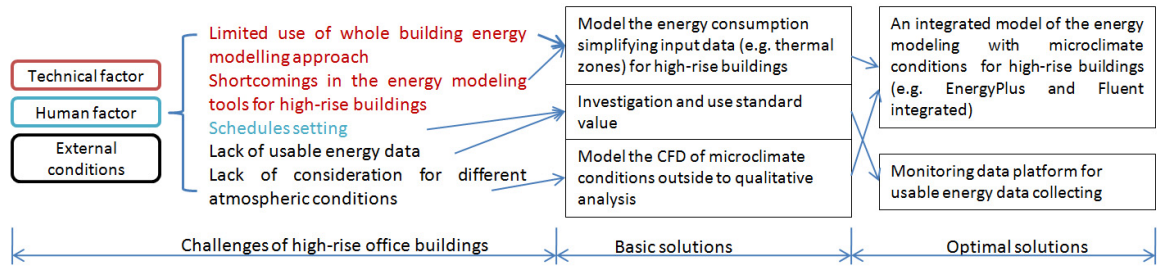 Technical factor
Human factor
External
conditions
Limited use of whole building energy
modelling approach
Shortcomings in the energy modeling
tools for high-rise buildings
Schedules setting
Lack of usable energy data
Lack of consideration for different
atmospheric conditions
Model the energy consumption
simplifying input data (e.g. thermal
zones) for high-rise buildings
Investigation and use standard
value
Model the CFD of microclimate
conditions outside to qualitative
analysis
An integrated model of the energy
modeling with microclimate
conditions for high-rise buildings
(e.g. EnergyPlus and Fluent
integrated)
Monitoring data platform for
usable energy data collecting
Challenges of high-rise office buildings
Basic solutions
Optimal solutions